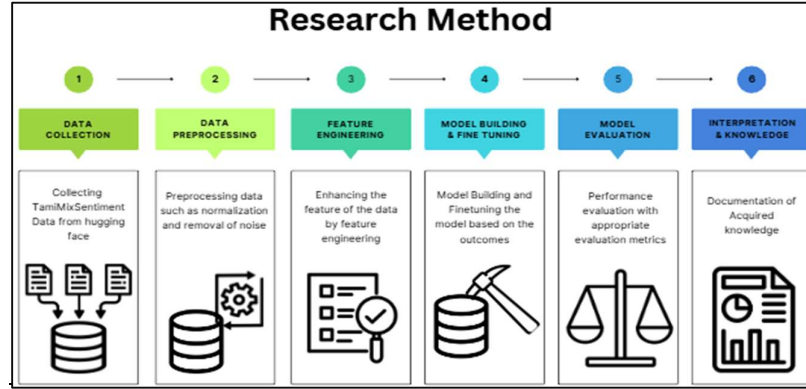 Research Method
1
2
3
4
5
6
DATA
COLLECTION
DATA
PREPROCESSING
FEATURE
ENGINEERING
MODEL BUILDING
& FINE TUNING
MODEL
EVALUATION
INTERPRETATION
& KNOWLEDGE
Collecting
TamiMixSentiment
Data from hugging
face
Preprocessing data
such as normalization
and removal of noise
Enhancing the
feature of the data
by feature
engineering
Model Building and
Finetuning the
model based on the
outcomes
Performance
evaluation with
appropriate
evaluation metrics
Documentation of
Acquired
knowledge